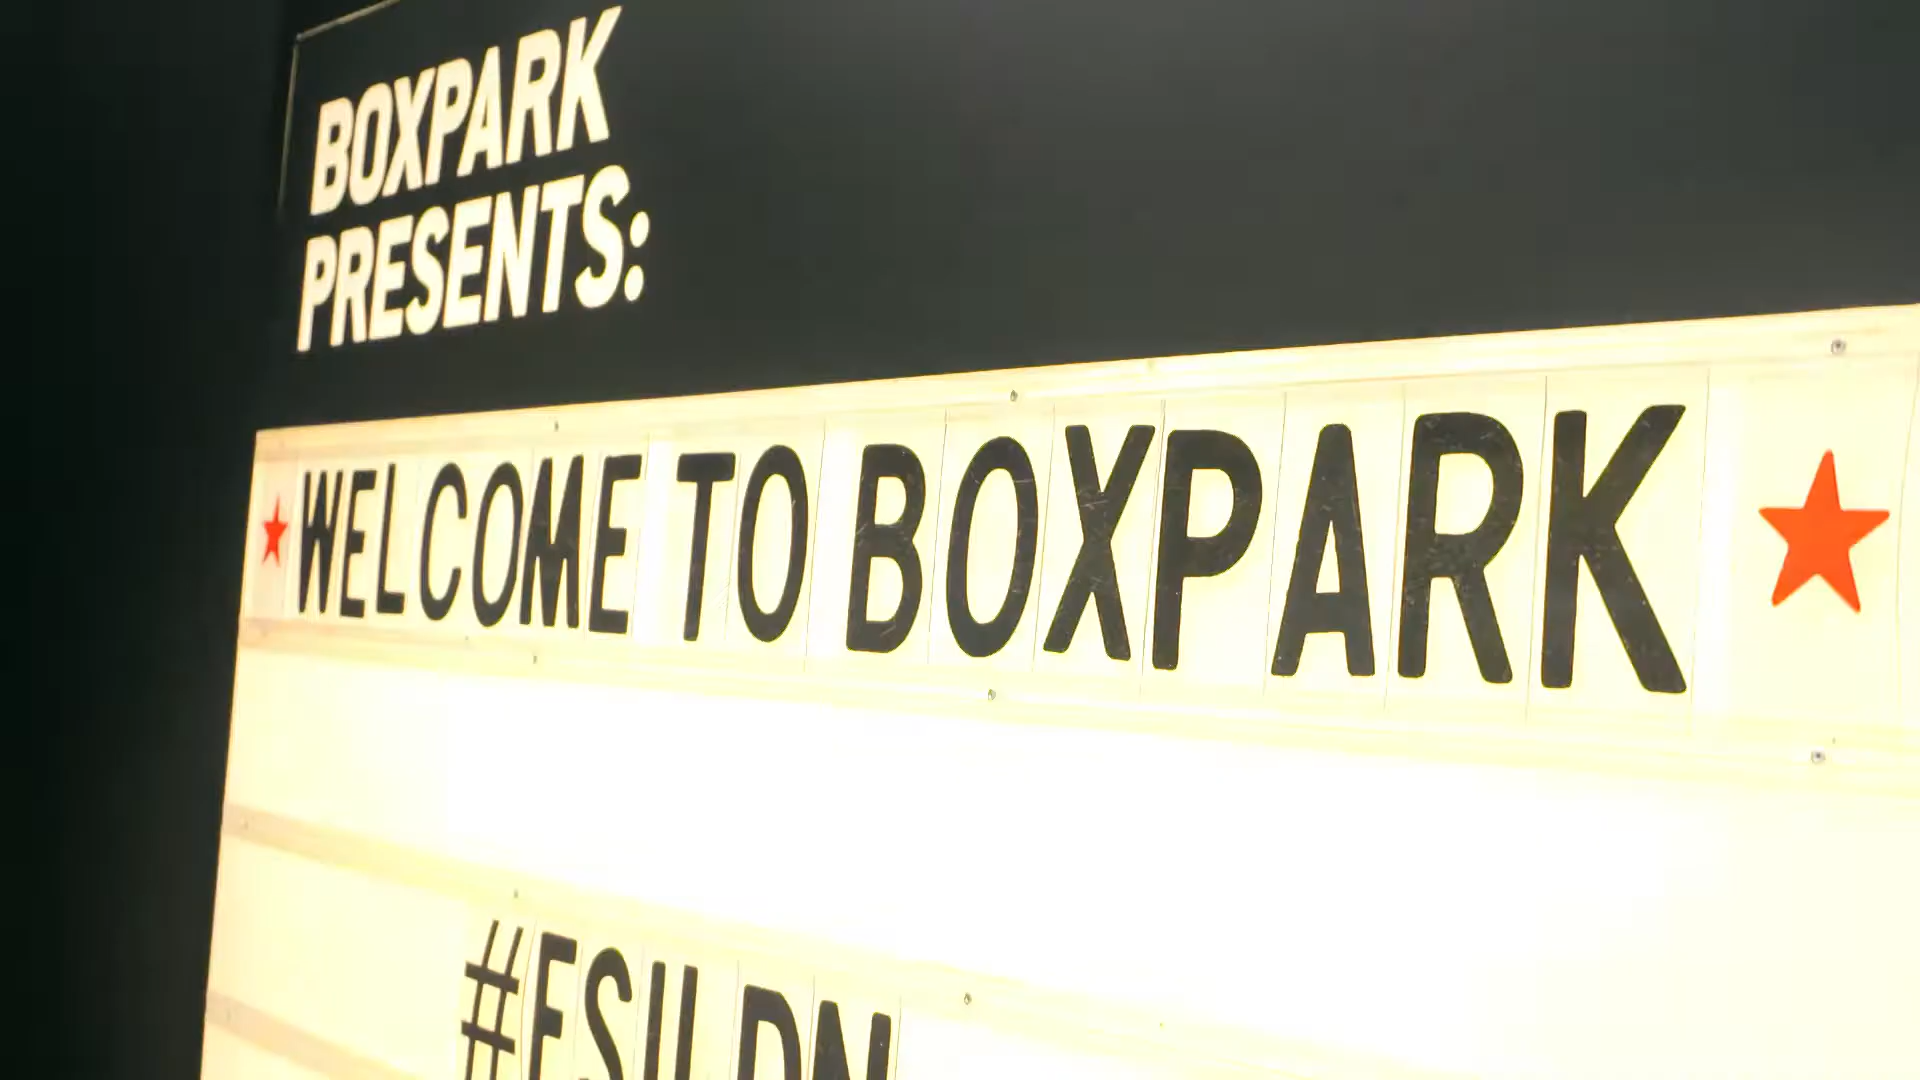 BOXPARK
PRESENTS:
★ WELCOME TO BOXPARK ★